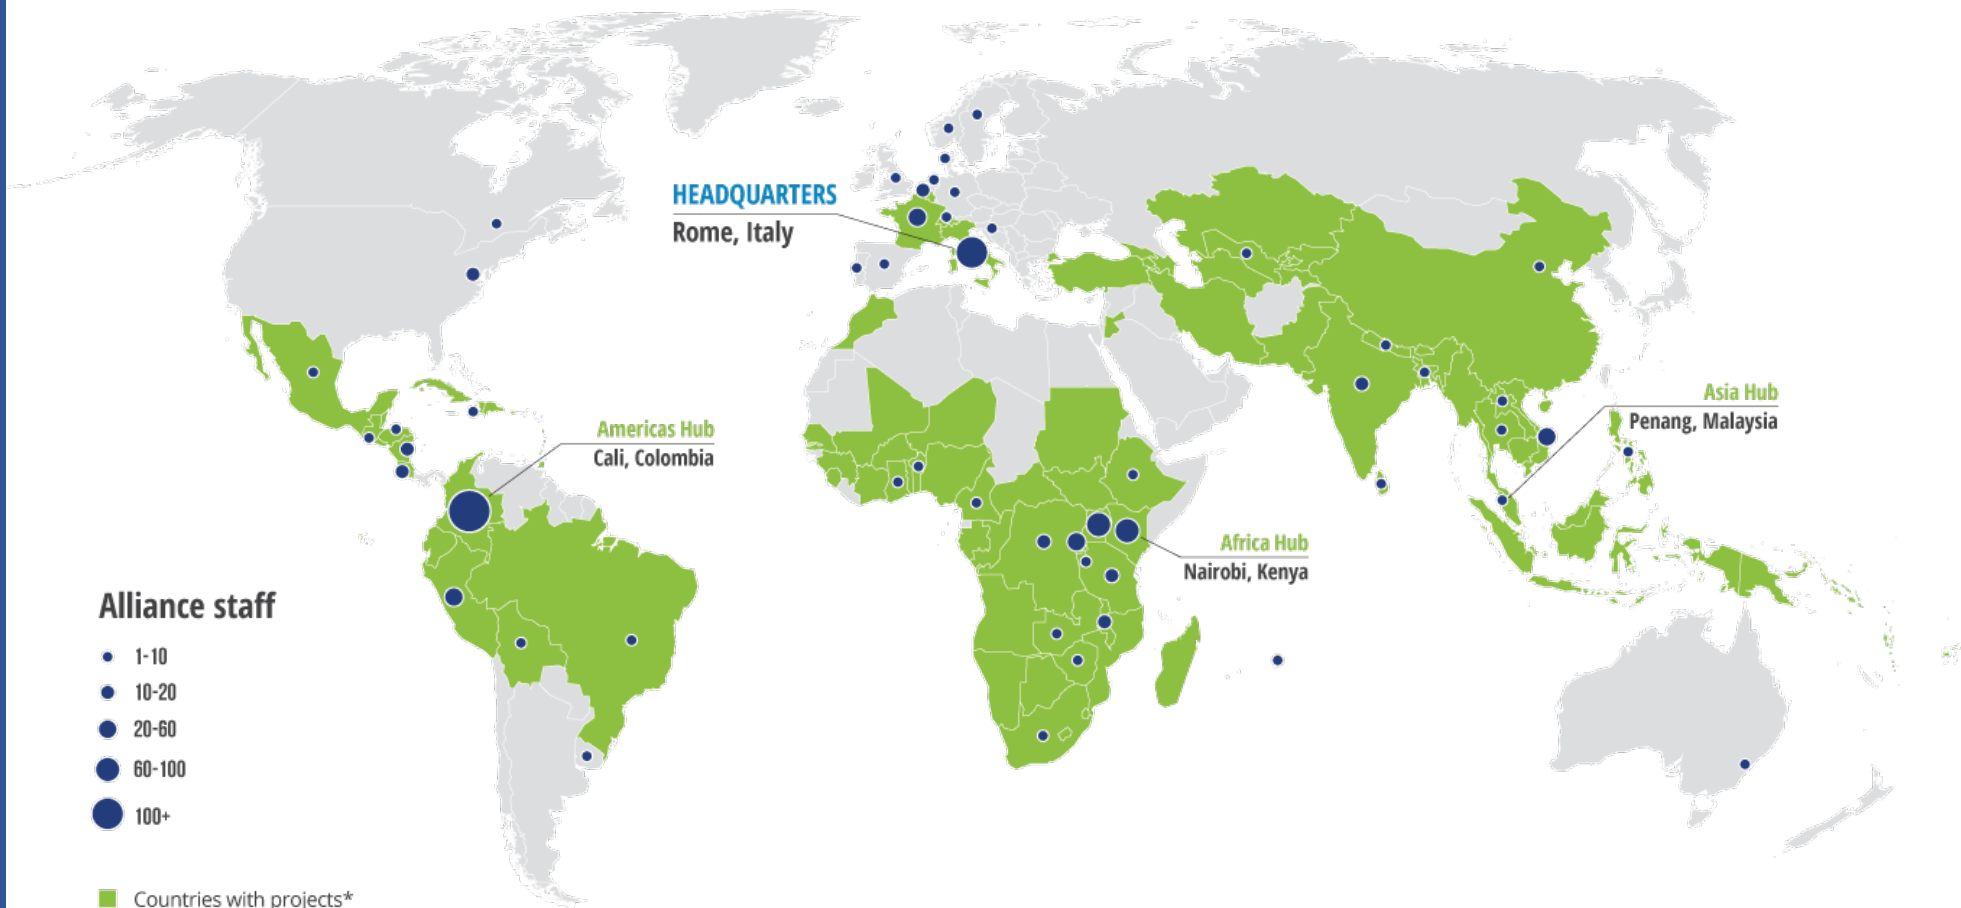 HEADQUARTERS
Rome, Italy
Americas Hub
Cali, Colombia
Africa Hub
Nairobi, Kenya
Asia Hub
Penang, Malaysia
Alliance staff
1-10
10-20
20-60
60-100
100+
Countries with projects*